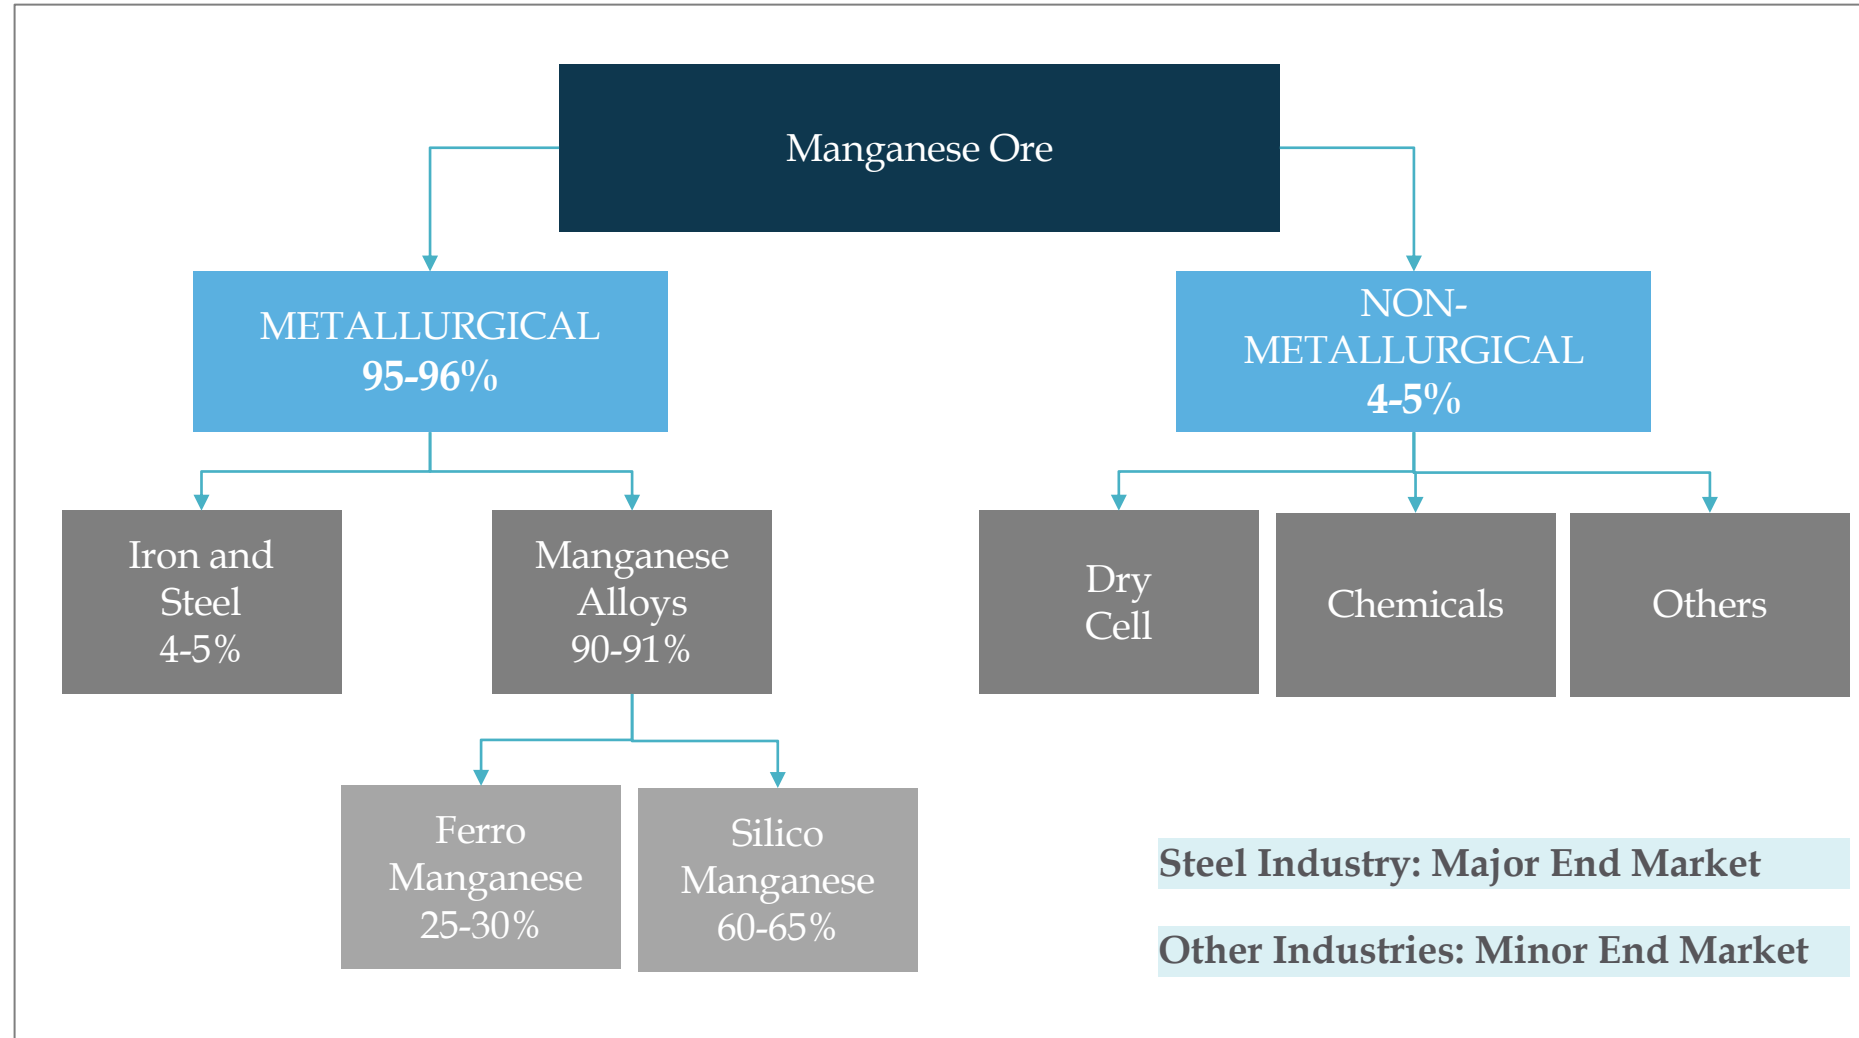 Manganese Ore
METALLURGICAL
95-96%
NON-
METALLURGICAL
4-5%
Iron and
Steel
4-5%
Manganese
Alloys
90-91%
Dry
Cell
Chemicals
Others
Ferro
Manganese
25-30%
Silico
Manganese
60-65%
Steel Industry: Major End Market
Other Industries: Minor End Market